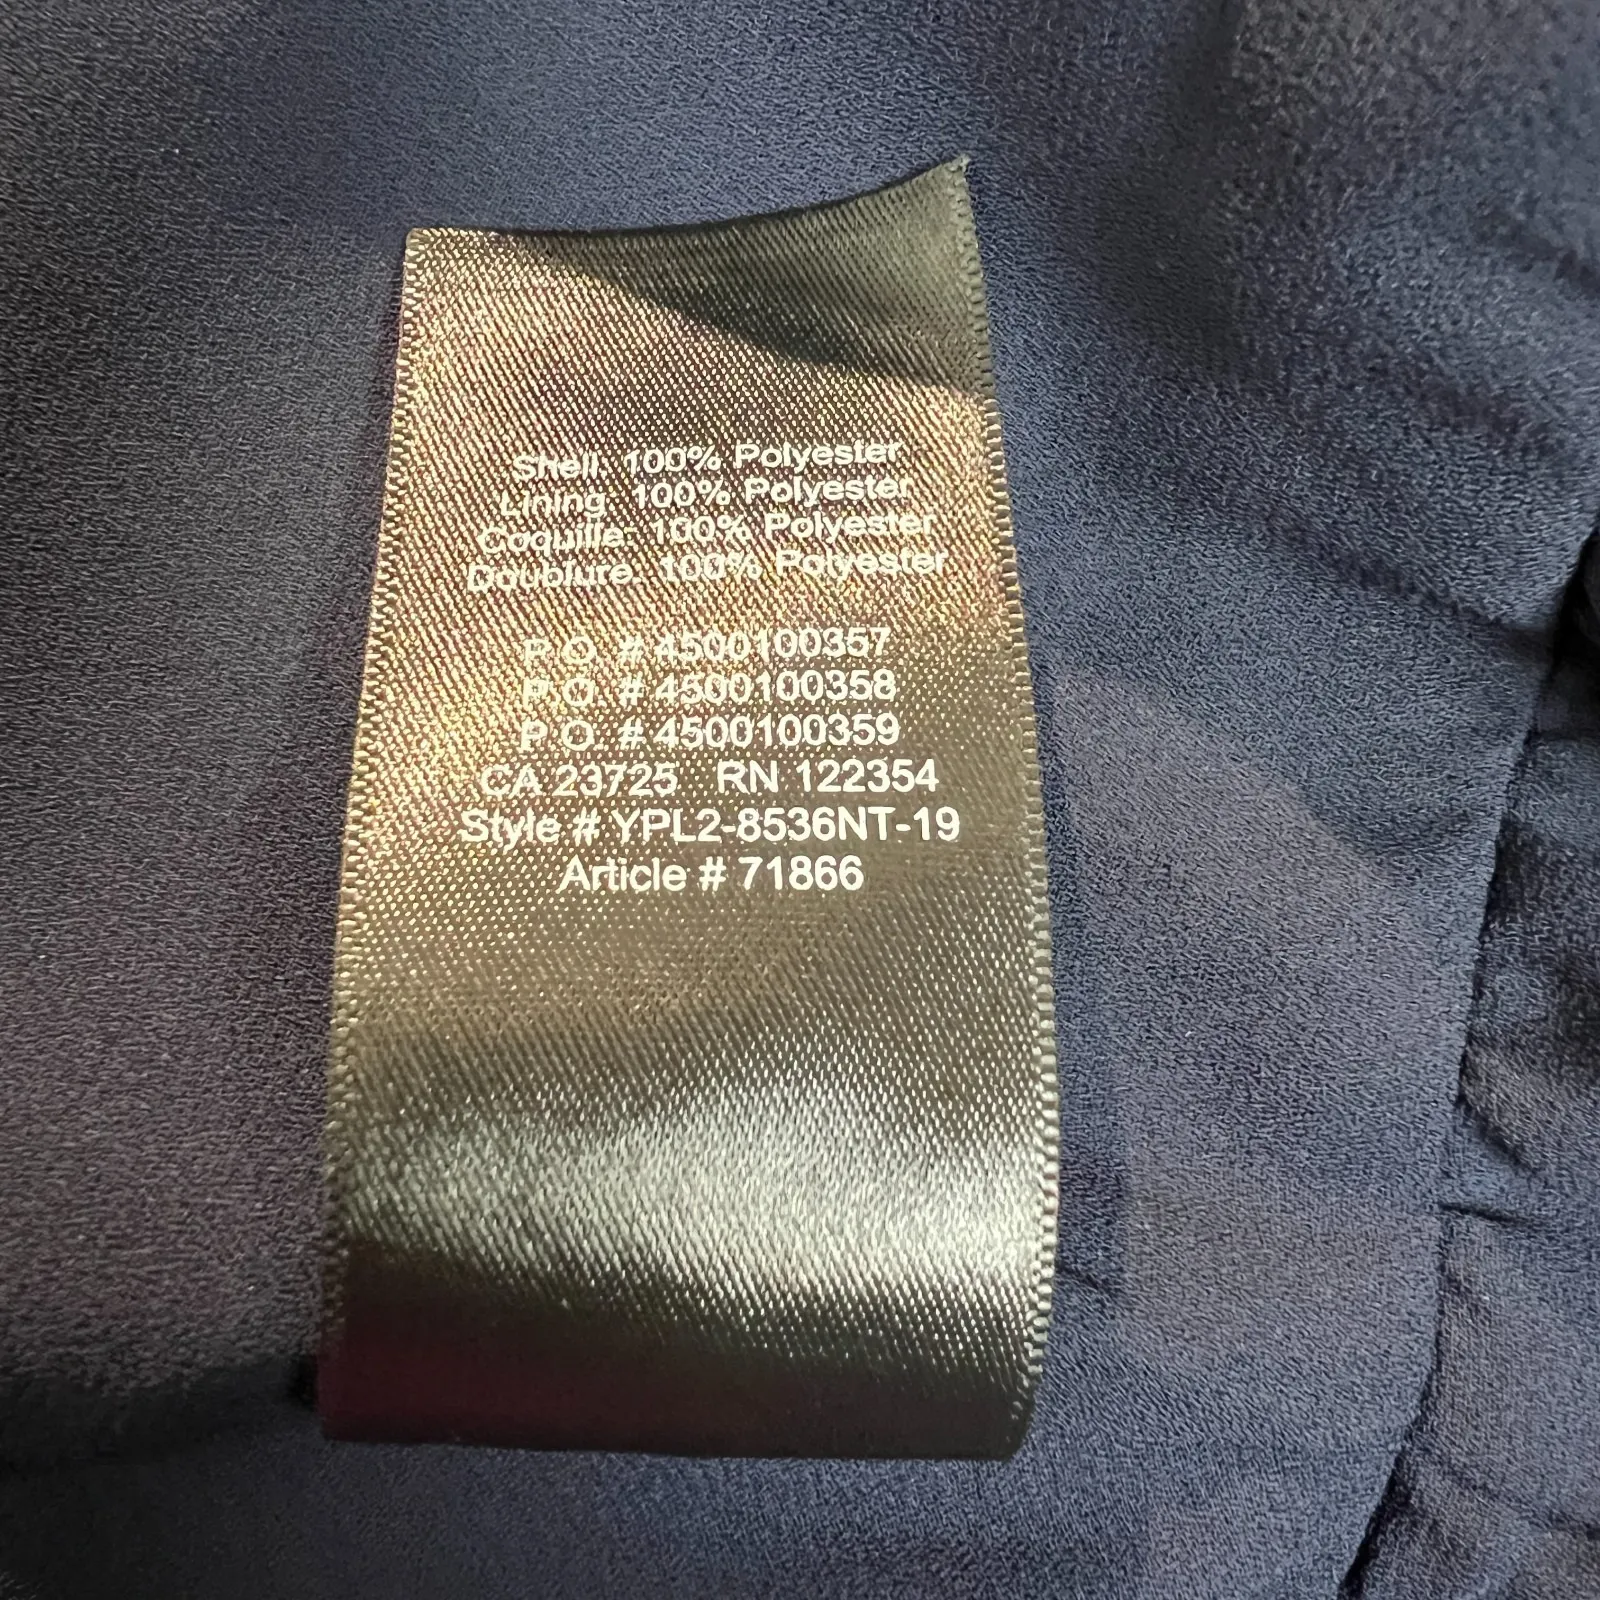 Shell: 100% Polyester
Lining: 100% Polyester
Coquille: 100% Polyester
Doublure: 100% Polyester
P.O. # 4500100357
P.O. # 4500100358
P.O. # 4500100359
CA 23725 RN 122354
Style # YPL2-8536NT-19
Article # 71866